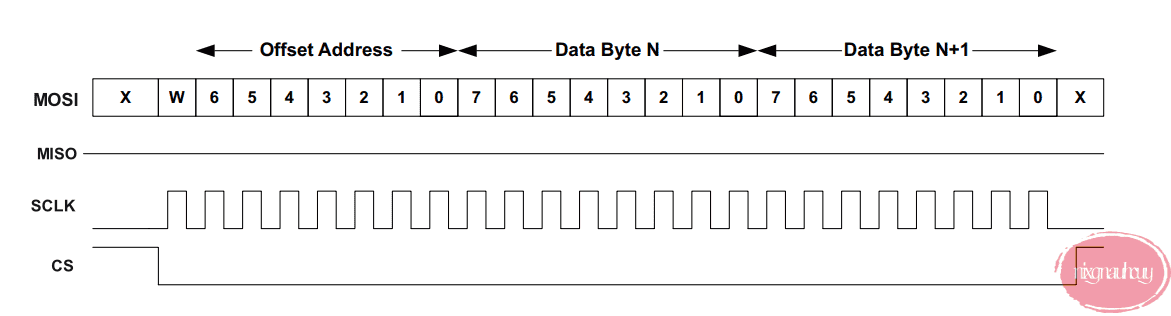 Offset Address Data Byte N Data Byte N+1
MOSI X W 6 5 4 3 2 1 0 7 6 5 4 3 2 1 0 7 6 5 4 3 2 1 0 X
MISO
SCLK
CS